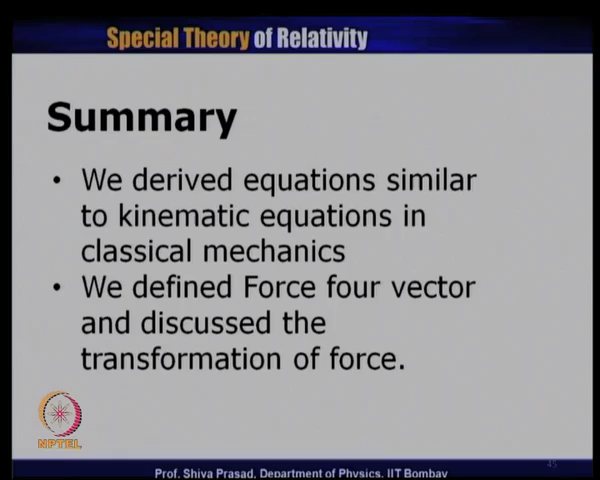 Special Theory of Relativity
Summary
• We derived equations similar
to kinematic equations in
classical mechanics
• We defined Force four vector
and discussed the
transformation of force.
NPTEL
45
Prof. Shiva Prasad, Department of Physics, IIT Bombay